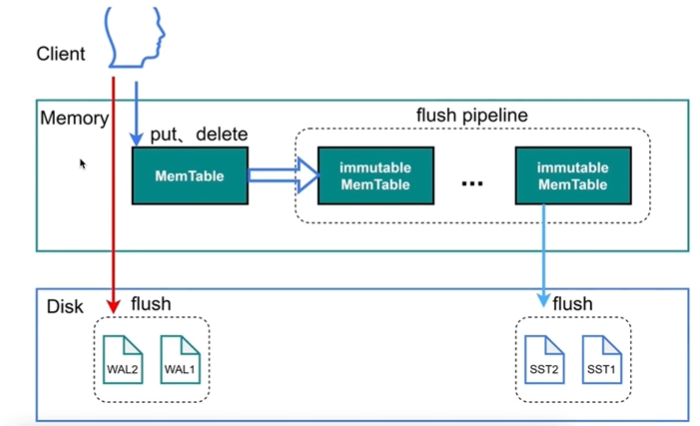 Client
Memory
flush pipeline
put、delete
MemTable
immutable
MemTable
...
immutable
MemTable
Disk
flush
flush
WAL2
WAL1
SST2
SST1